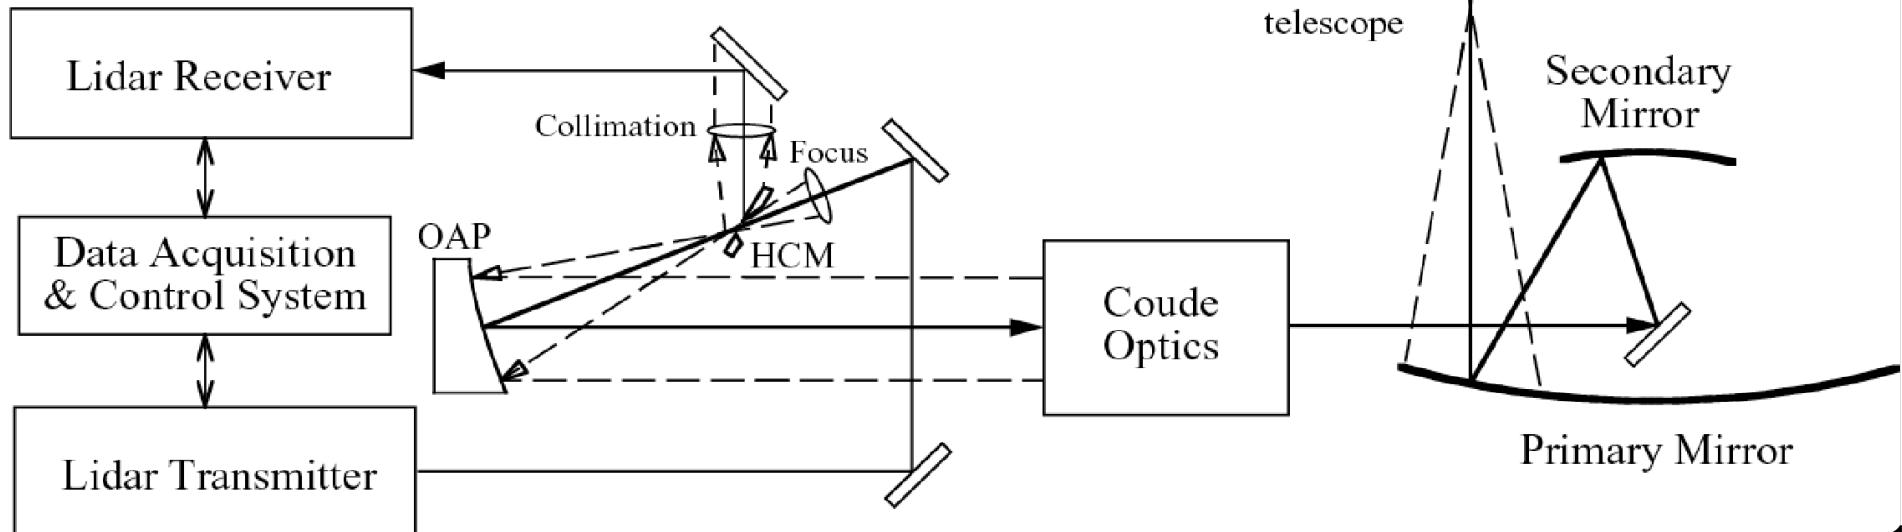 telescope
Lidar Receiver
Secondary
Mirror
Collimation
Focus
OAP
HCM
Data Acquisition
& Control System
Coude
Optics
Primary Mirror
Lidar Transmitter